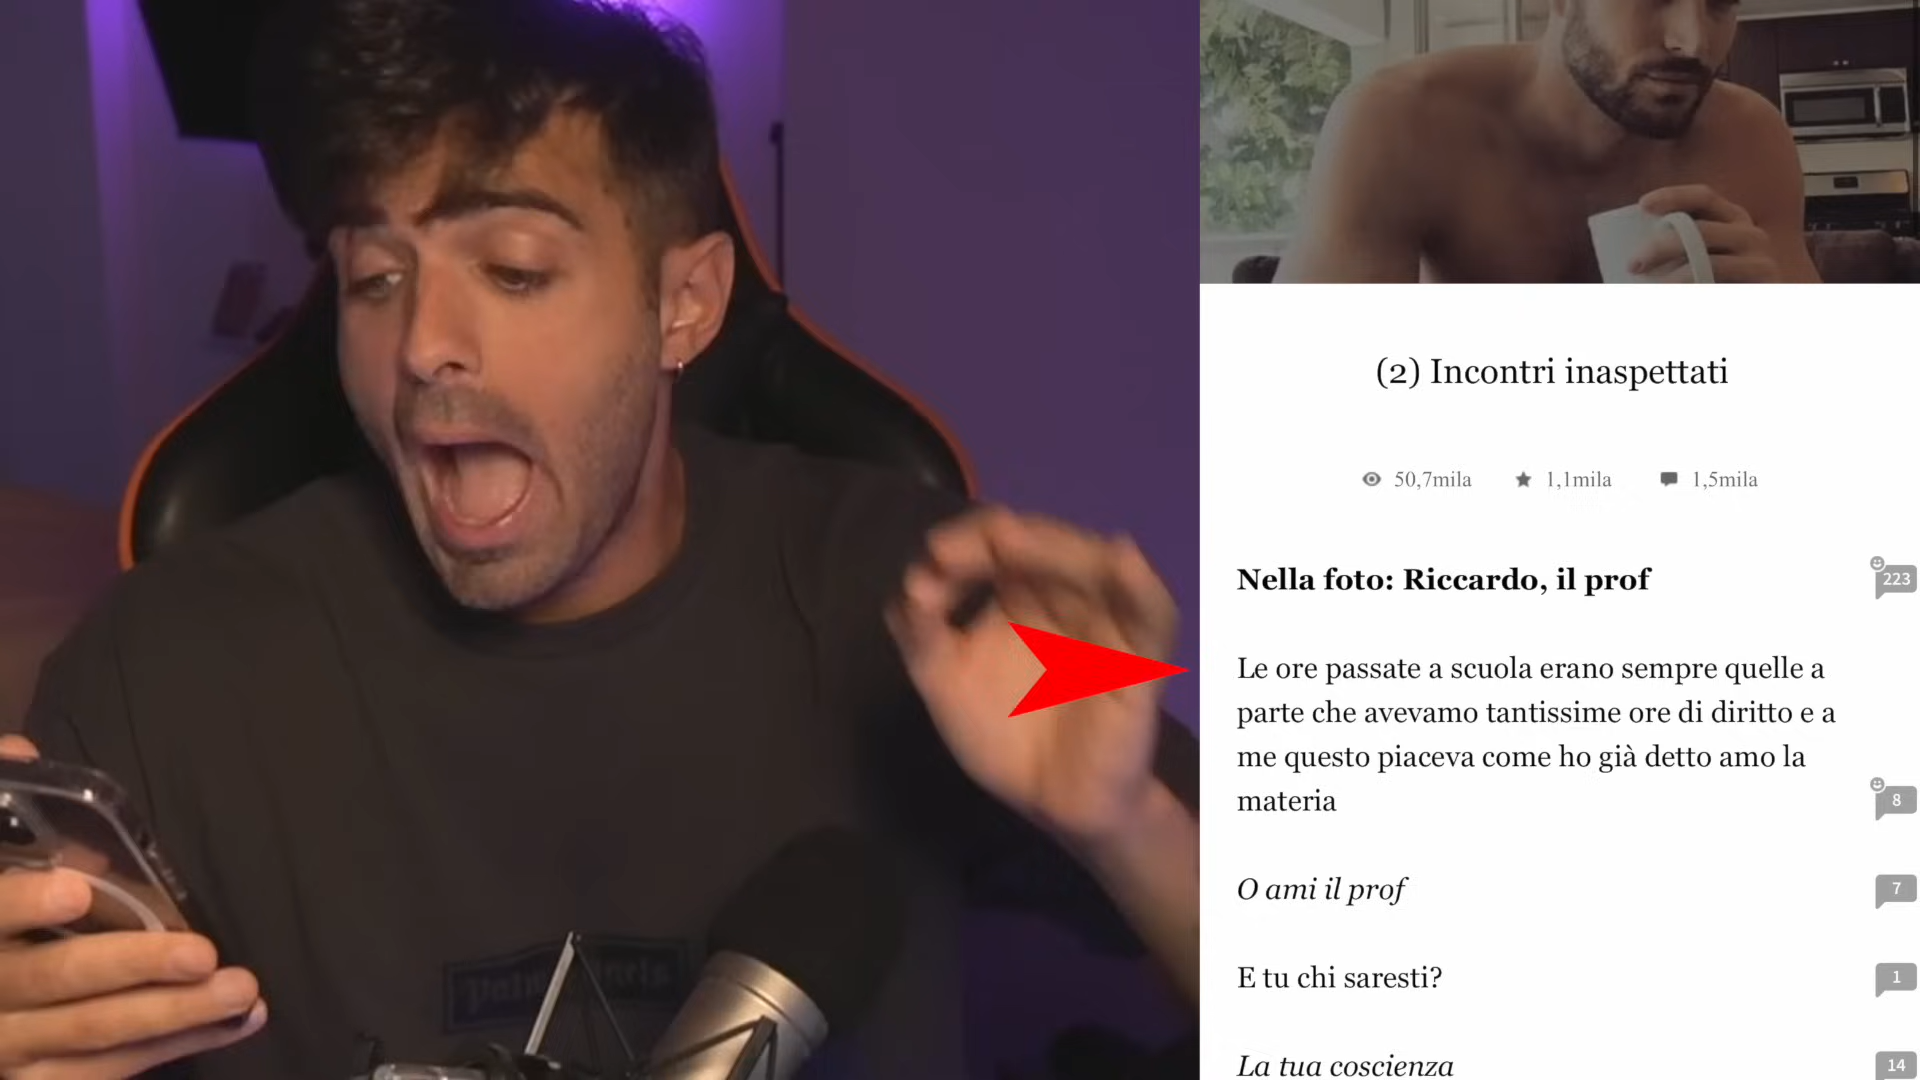 (2) Incontri inaspettati
50,7mila 1,1mila 1,5mila
Nella foto: Riccardo, il prof
223
Le ore passate a scuola erano sempre quelle a
parte che avevamo tantissime ore di diritto e a
me questo piaceva come ho già detto amo la
materia
8
O ami il prof
7
E tu chi saresti?
1
La tua coscienza
14